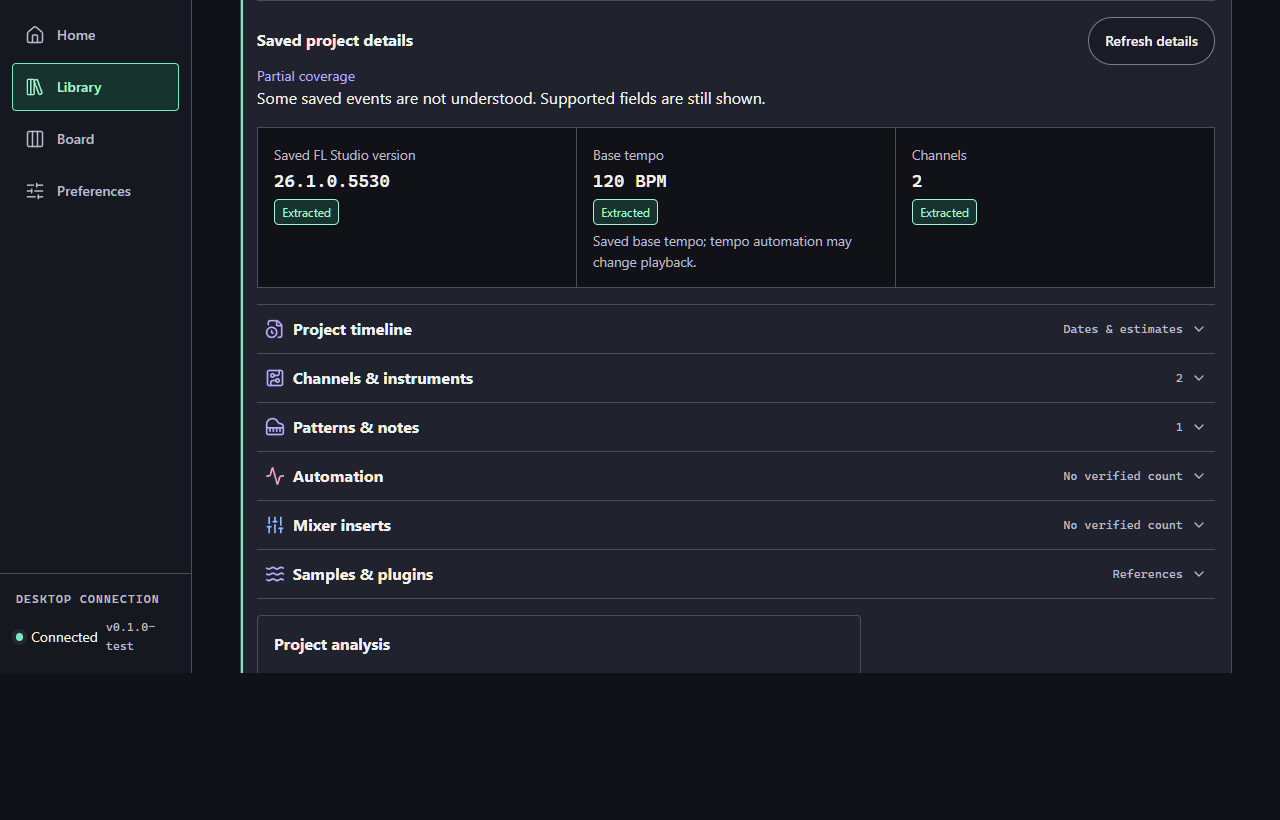 Home
Library
Board
Preferences
DESKTOP CONNECTION
Connected
v0.1.0-
test
Saved project details
Refresh details
Partial coverage
Some saved events are not understood. Supported fields are still shown.
Saved FL Studio version
26.1.0.5530
Extracted
Base tempo
120 BPM
Extracted
Saved base tempo; tempo automation may
change playback.
Channels
2
Extracted
Project timeline
Dates & estimates
Channels & instruments
2
Patterns & notes
1
Automation
No verified count
Mixer inserts
No verified count
Samples & plugins
References
Project analysis